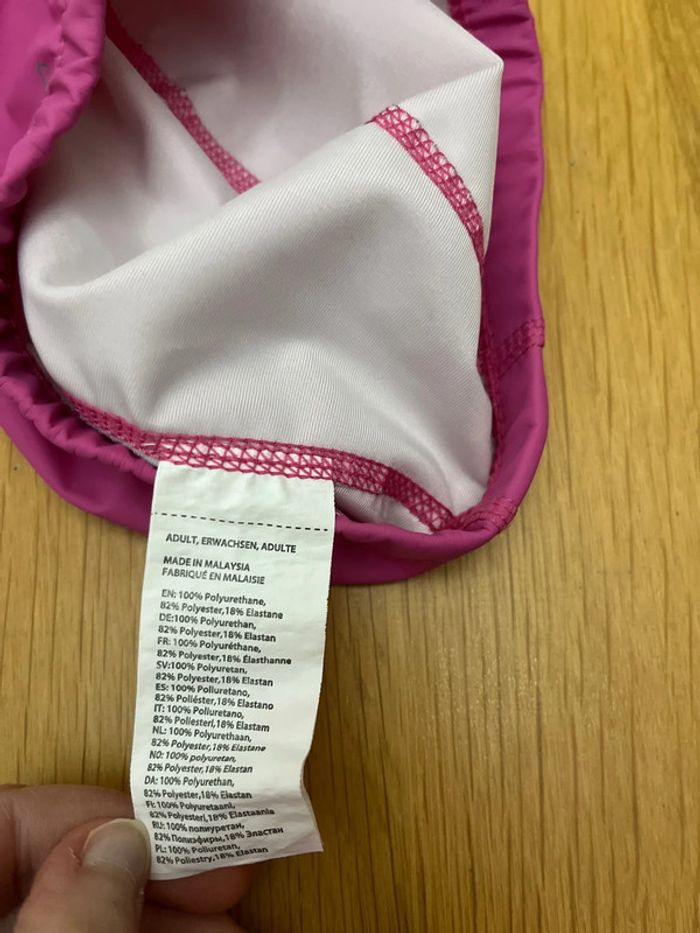 ADULT, ERWACHSEN, ADULTE
MADE IN MALAYSIA
FABRIQUÉ EN MALAISIE
EN: 100% Polyurethane,
82% Polyester,18% Elastane
DE:100% Polyurethan,
82% Polyester,18% Elastan
FR: 100% Polyuréthane,
82% Polyester,18% Élasthanne
SV:100% Polyuretan,
82% Polyester,18% Elastan
ES: 100% Poliuretano,
82% Poliéster,18% Elastano
IT: 100% Poliuretano,
82% Poliesteri,18% Elastam
NL: 100% Polyurethaan,
82% Polyester,18% Elastane
NO: 100% polyuretan,
82% Polyester,18% Elastan
DA: 100% Polyurethan,
82% Polyester,18% Elastan
FI: 100% Polyuretaani,
82% Polyesteri,18% Elastaania
RU: 100% полиуретан,
82% Полиэфиры,18% Эластан
PL: 100% Poliuretan,
82% Poliestry,18% Elastan